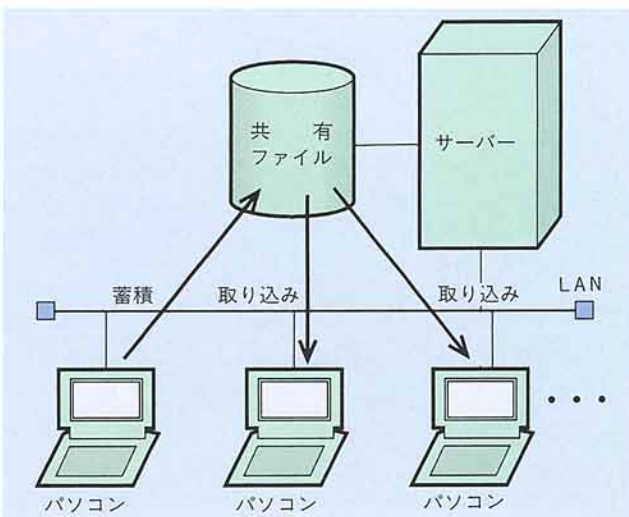 共　有
ファイル
サーバー
LAN
蓄積
取り込み
取り込み
パソコン
パソコン
パソコン